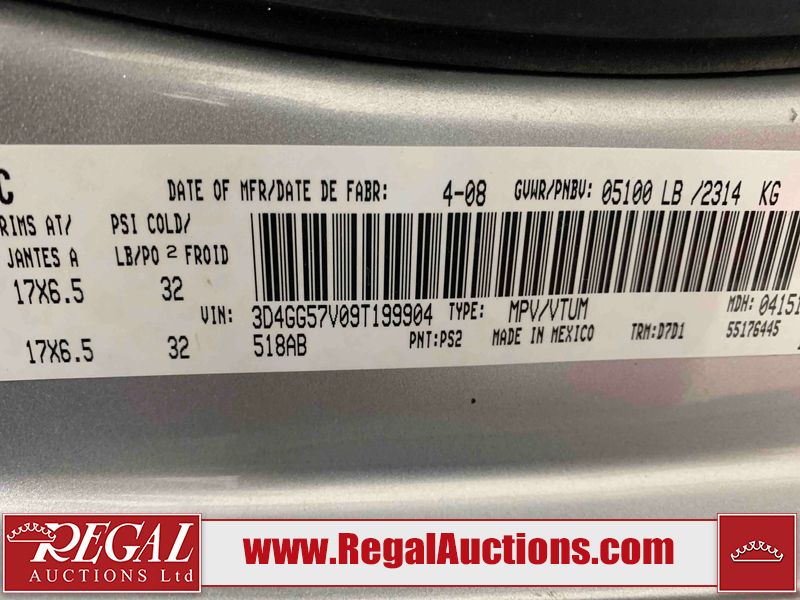 C
DATE OF MFR/DATE DE FABR: 4-08 GVWR/PNBV: 05100 LB /2314 KG
RIMS AT/ PSI COLD/
JANTES A LB/PO 2 FROID
17X6.5 32
VIN: 3D4GG57V09T199904 TYPE: MPV/VTUM MDH: 04151
17X6.5 32 518AB PNT:PS2 MADE IN MEXICO TRM:D7D1 55176445
REGAL
AUCTIONS Ltd
www.RegalAuctions.com